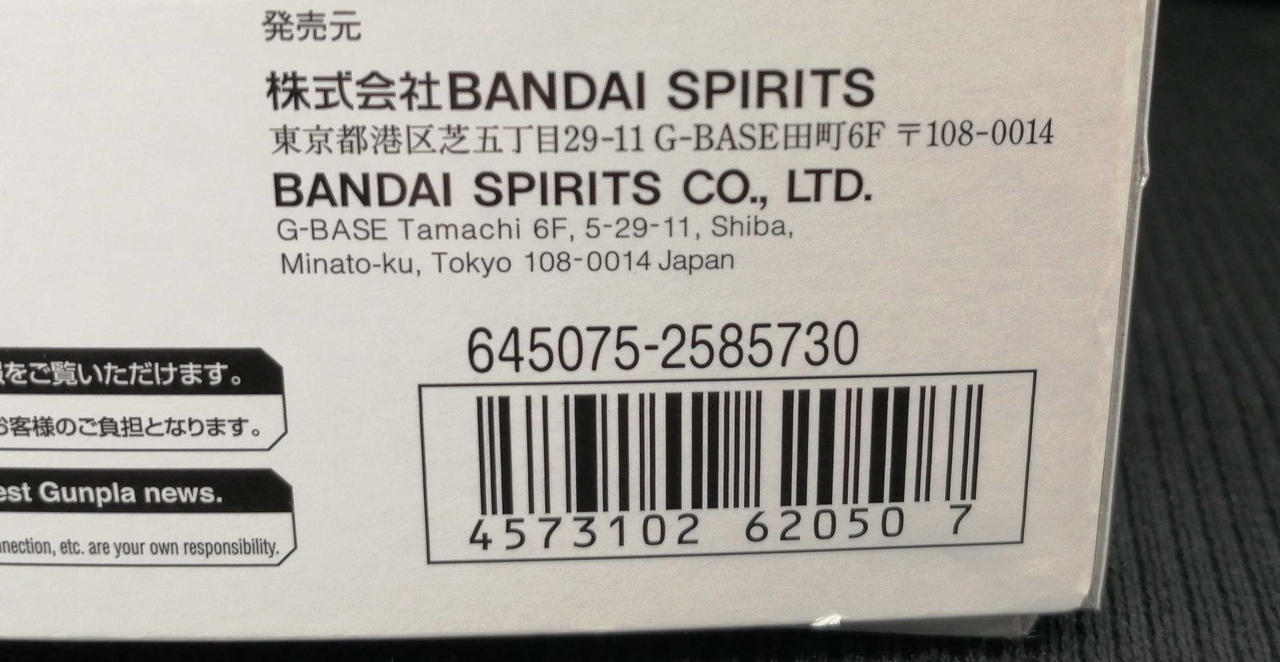 発売元
株式会社BANDAI SPIRITS
東京都港区芝五丁目29-11 G-BASE田町6F 〒108-0014
BANDAI SPIRITS CO., LTD.
G-BASE Tamachi 6F, 5-29-11, Shiba,
Minato-ku, Tokyo 108-0014 Japan
645075-2585730
4573102 62050 7
をご覧いただけます。
お客様のご負担となります。
est Gunpla news.
nnection, etc. are your own responsibility.